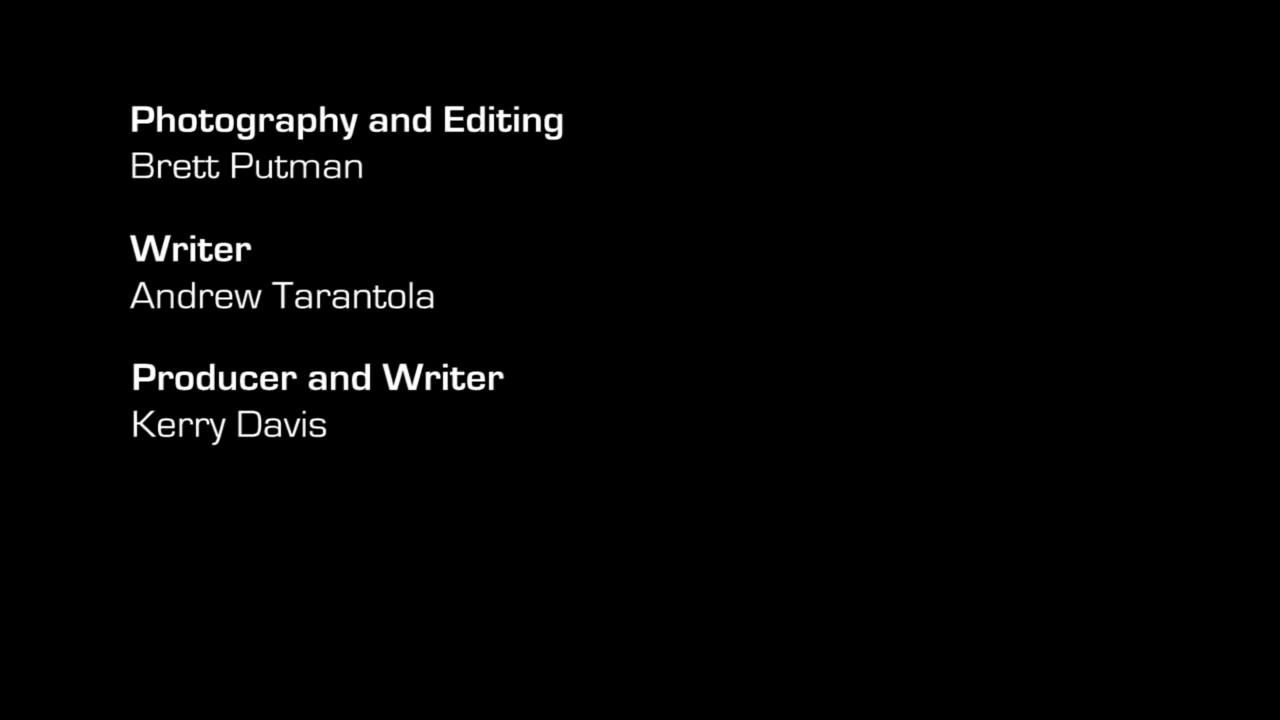 Photography and Editing
Brett Putman
Writer
Andrew Tarantola
Producer and Writer
Kerry Davis